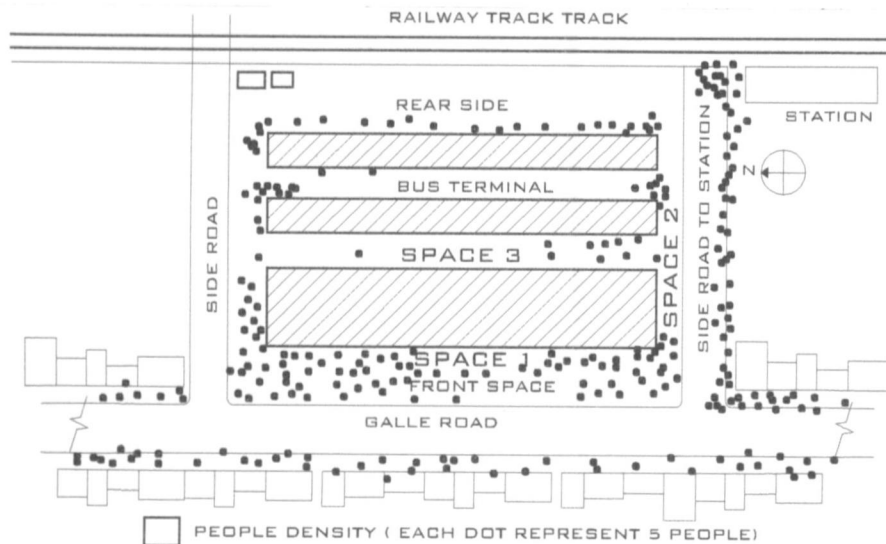 RAILWAY TRACK TRACK
REAR SIDE
STATION
BUS TERMINAL
N
SIDE ROAD
SPACE 3
SPACE 2
SIDE ROAD TO STATION
SPACE 1
FRONT SPACE
GALLE ROAD
PEOPLE DENSITY ( EACH DOT REPRESENT 5 PEOPLE)